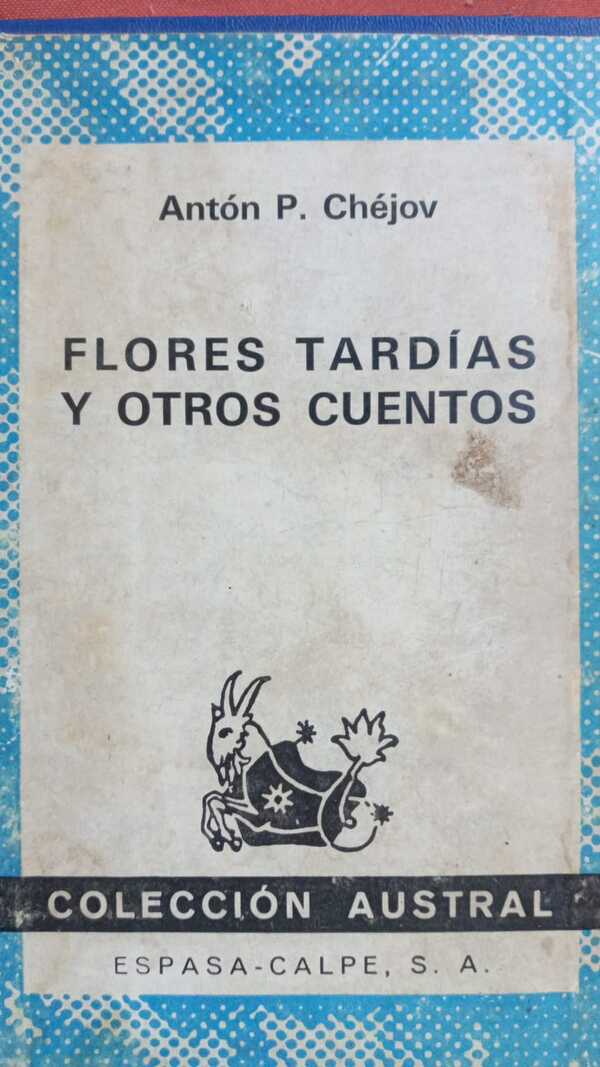 Antón P. Chéjov
FLORES TARDÍAS
Y OTROS CUENTOS
COLECCIÓN AUSTRAL
ESPASA-CALPE, S. A.